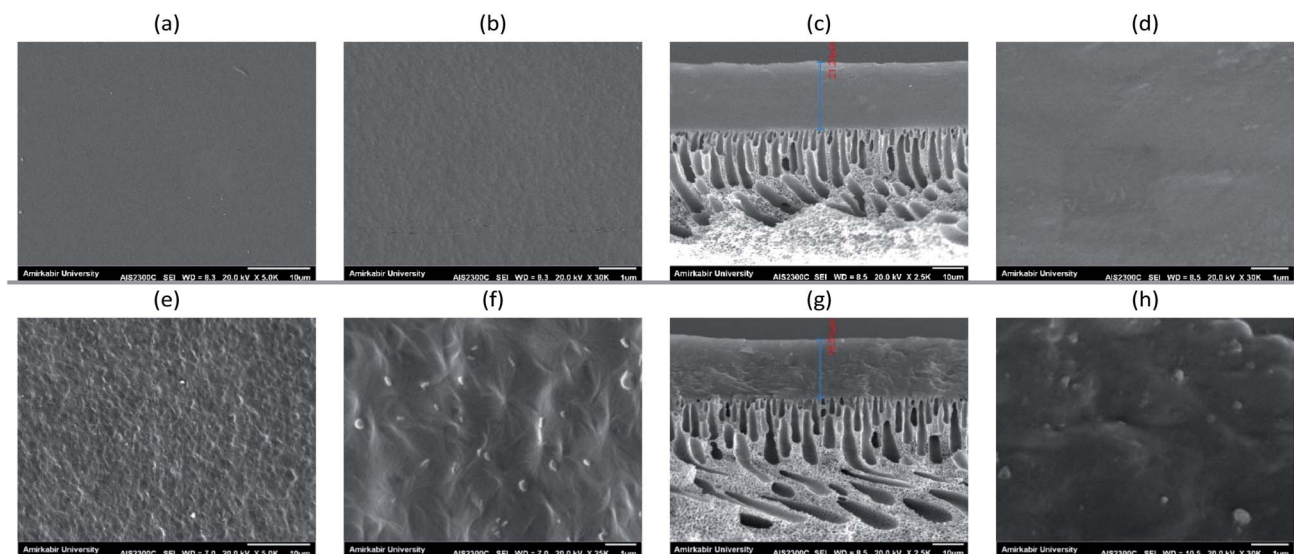 (a)
(b)
(c)
(d)
Amirkabir University AIS2300C SEI WD = 8.3 20.0 kV X 5.0K 10um
Amirkabir University AIS2300C SEI WD = 8.3 20.0 kV X 30K 1um
Amirkabir University AIS2300C SEI WD = 8.5 20.0 kV X 2.5K 10um
Amirkabir University AIS2300C SEI WD = 8.5 20.0 kV X 30K 1um
(e)
(f)
(g)
(h)
Amirkabir University AIS2300C SEI WD = 7.0 20.0 kV X 5.0K 10um
Amirkabir University AIS2300C SEI WD = 7.0 20.0 kV X 25K 1um
Amirkabir University AIS2300C SEI WD = 8.5 20.0 kV X 2.5K 10um
Amirkabir University AIS2300C SEI WD = 10.5 20.0 kV X 30K 1um